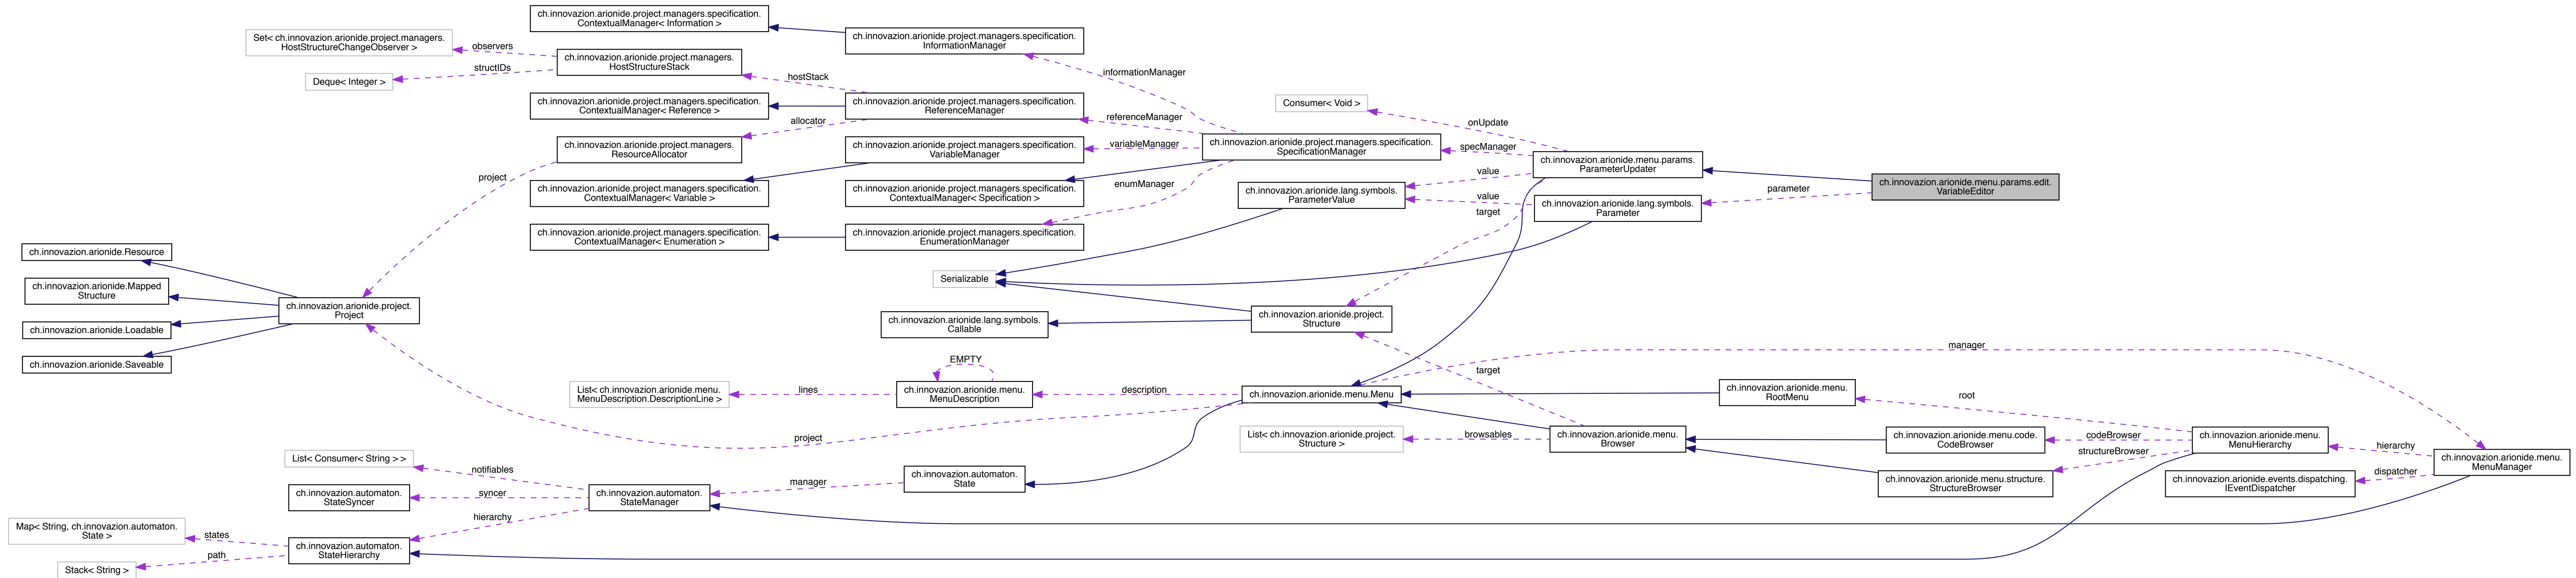 ch.innovazion.arionide.project.managers.specification.
ContextualManager< Information >
Set< ch.innovazion.arionide.project.managers.
HostStructureChangeObserver >
observers
ch.innovazion.arionide.project.managers.specification.
InformationManager
Deque< Integer >
structIDs
ch.innovazion.arionide.project.managers.
HostStructureStack
hostStack
informationManager
ch.innovazion.arionide.project.managers.specification.
ContextualManager< Reference >
ch.innovazion.arionide.project.managers.specification.
ReferenceManager
referenceManager
Consumer< Void >
onUpdate
allocator
ch.innovazion.arionide.project.managers.
ResourceAllocator
ch.innovazion.arionide.project.managers.specification.
VariableManager
variableManager
ch.innovazion.arionide.project.managers.specification.
SpecificationManager
specManager
ch.innovazion.arionide.menu.params.
ParameterUpdater
project
ch.innovazion.arionide.project.managers.specification.
ContextualManager< Variable >
ch.innovazion.arionide.project.managers.specification.
ContextualManager< Specification >
enumManager
ch.innovazion.arionide.lang.symbols.
ParameterValue
value
value
target
ch.innovazion.arionide.lang.symbols.
Parameter
parameter
ch.innovazion.arionide.menu.params.edit.
VariableEditor
ch.innovazion.arionide.project.managers.specification.
ContextualManager< Enumeration >
ch.innovazion.arionide.project.managers.specification.
EnumerationManager
ch.innovazion.arionide.Resource
ch.innovazion.arionide.Mapped
Structure
ch.innovazion.arionide.Loadable
ch.innovazion.arionide.Saveable
ch.innovazion.arionide.project.
Project
Serializable
ch.innovazion.arionide.lang.symbols.
Callable
ch.innovazion.arionide.project.
Structure
manager
EMPTY
List< ch.innovazion.arionide.menu.
MenuDescription.DescriptionLine >
lines
ch.innovazion.arionide.menu.
MenuDescription
description
ch.innovazion.arionide.menu.Menu
target
ch.innovazion.arionide.menu.
RootMenu
root
project
List< ch.innovazion.arionide.project.
Structure >
browsables
ch.innovazion.arionide.menu.
Browser
ch.innovazion.arionide.menu.code.
CodeBrowser
codeBrowser
structureBrowser
ch.innovazion.arionide.menu.
MenuHierarchy
hierarchy
ch.innovazion.arionide.menu.
MenuManager
dispatcher
ch.innovazion.arionide.menu.structure.
StructureBrowser
ch.innovazion.arionide.events.dispatching.
IEventDispatcher
List< Consumer< String > >
notifiables
ch.innovazion.automaton.
StateSyncer
syncer
ch.innovazion.automaton.
StateManager
manager
ch.innovazion.automaton.
State
hierarchy
Map< String, ch.innovazion.automaton.
State >
states
path
ch.innovazion.automaton.
StateHierarchy
Stack< String >